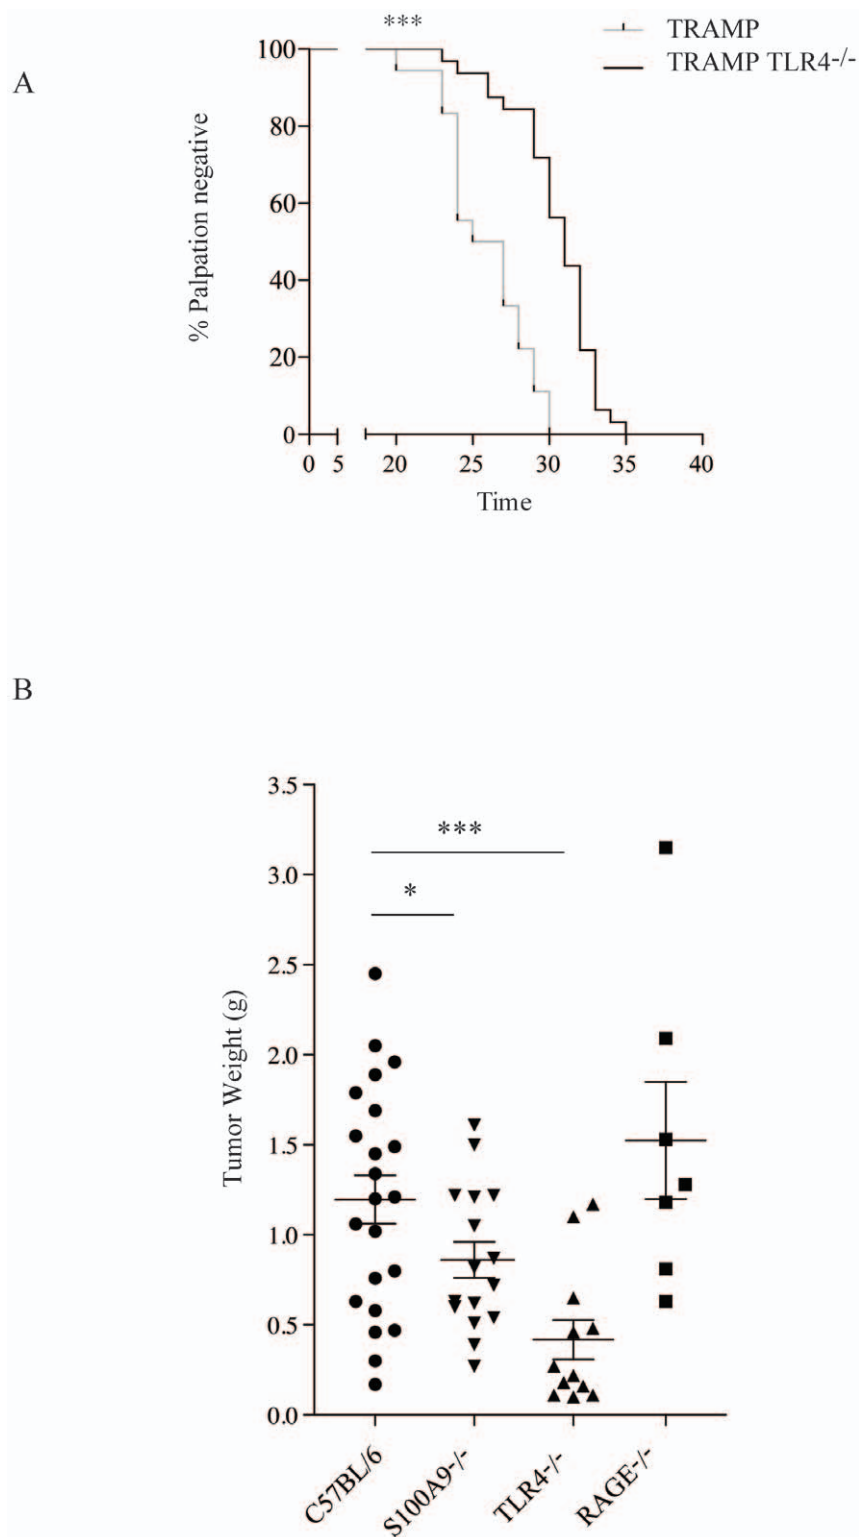 ***
TRAMP
TRAMP TLR4-/-
A
100
80
60
40
20
0
% Palpation negative
0 5 20 25 30 35 40
Time
B
3.5
3.0
2.5
2.0
1.5
1.0
0.5
0.0
Tumor Weight (g)
***
*
C57BL/6
S100A9-/-
TLR4-/-
RAGE-/-